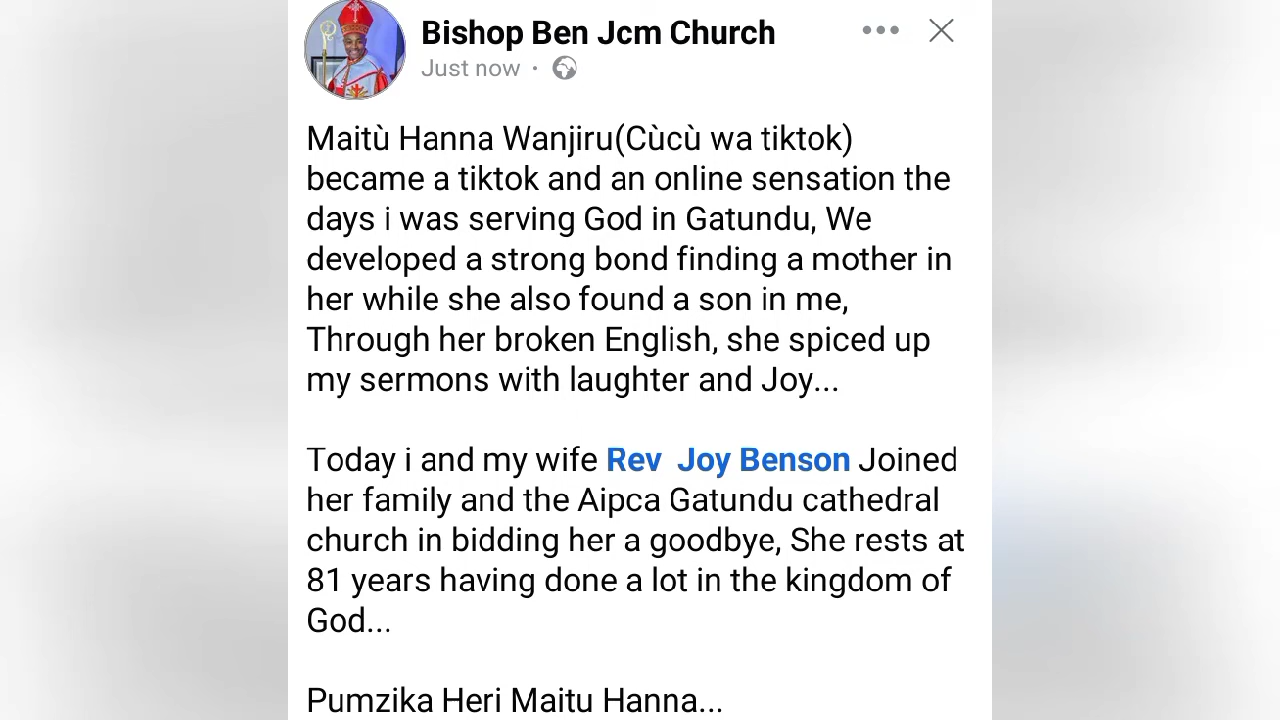 Bishop Ben Jcm Church
Just now ·
Maitù Hanna Wanjiru(Cùcù wa tiktok)
became a tiktok and an online sensation the
days i was serving God in Gatundu, We
developed a strong bond finding a mother in
her while she also found a son in me,
Through her broken English, she spiced up
my sermons with laughter and Joy...
Today i and my wife Rev Joy Benson Joined
her family and the Aipca Gatundu cathedral
church in bidding her a goodbye, She rests at
81 years having done a lot in the kingdom of
God...
Pumzika Heri Maitu Hanna...